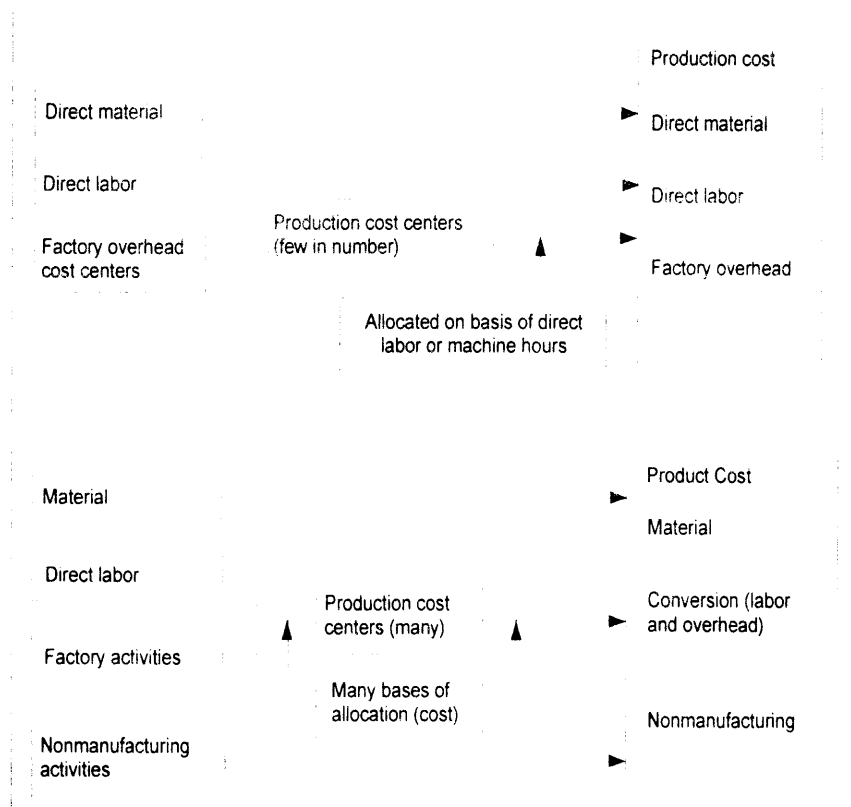 Production cost
Direct material
Direct material
Direct labor
Direct labor
Production cost centers
(few in number)
Factory overhead
cost centers
Factory overhead
Allocated on basis of direct
labor or machine hours
Product Cost
Material
Material
Direct labor
Production cost
centers (many)
Conversion (labor
and overhead)
Factory activities
Many bases of
allocation (cost)
Nonmanufacturing
Nonmanufacturing
activities